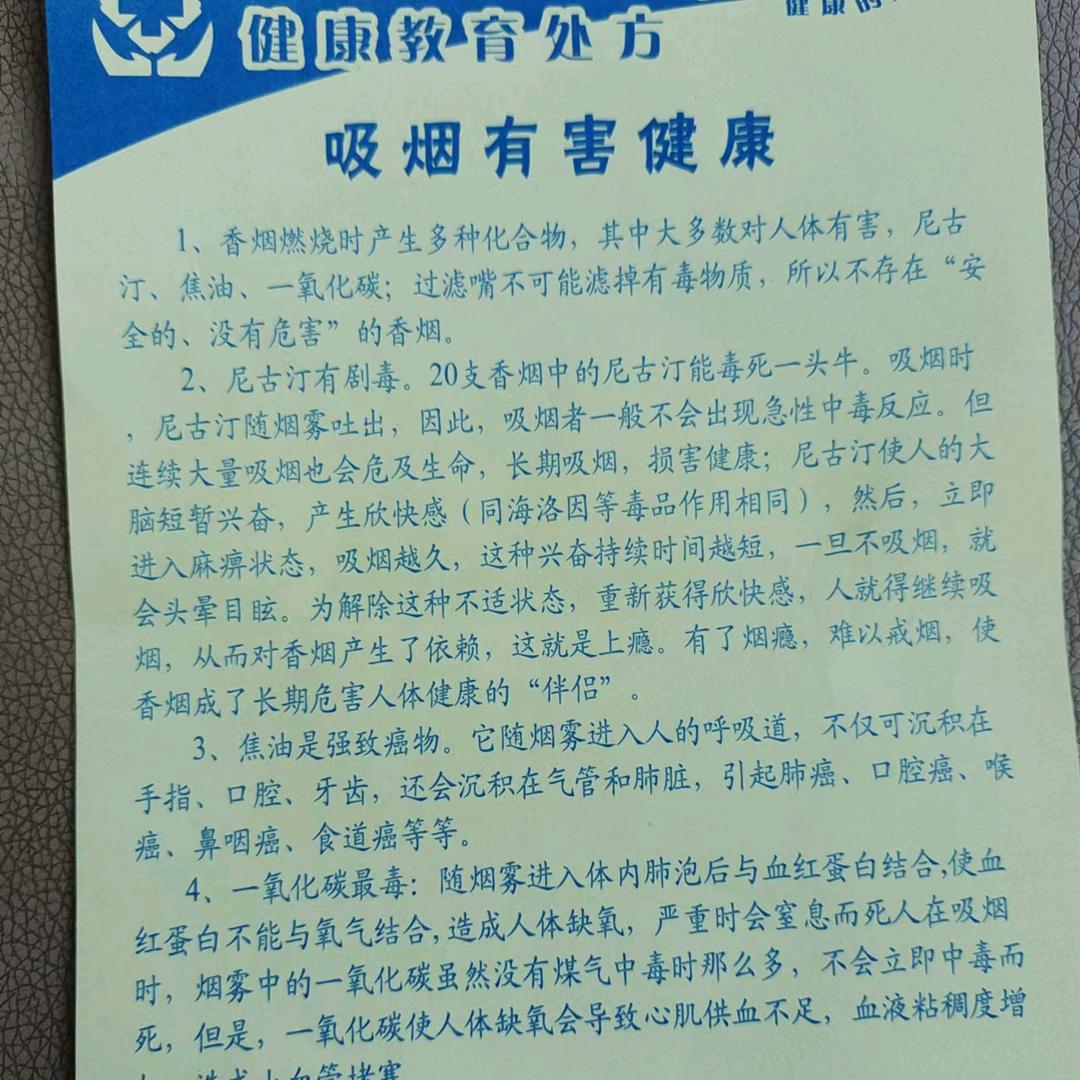 健康教育处方
健康的
吸烟有害健康
1、香烟燃烧时产生多种化合物，其中大多数对人体有害，尼古
汀、焦油、一氧化碳；过滤嘴不可能滤掉有毒物质，所以不存在“安
全的、没有危害”的香烟。
2、尼古汀有剧毒。20支香烟中的尼古汀能毒死一头牛。吸烟时
，尼古汀随烟雾吐出，因此，吸烟者一般不会出现急性中毒反应。但
连续大量吸烟也会危及生命，长期吸烟，损害健康；尼古汀使人的大
脑短暂兴奋，产生欣快感（同海洛因等毒品作用相同），然后，立即
进入麻痹状态，吸烟越久，这种兴奋持续时间越短，一旦不吸烟，就
会头晕目眩。为解除这种不适状态，重新获得欣快感，人就得继续吸
烟，从而对香烟产生了依赖，这就是上瘾。有了烟瘾，难以戒烟，使
香烟成了长期危害人体健康的“伴侣”。
3、焦油是强致癌物。它随烟雾进入人的呼吸道，不仅可沉积在
手指、口腔、牙齿，还会沉积在气管和肺脏，引起肺癌、口腔癌、喉
癌、鼻咽癌、食道癌等等。
4、一氧化碳最毒：随烟雾进入体内肺泡后与血红蛋白结合,使血
红蛋白不能与氧气结合,造成人体缺氧，严重时会窒息而死人在吸烟
时，烟雾中的一氧化碳虽然没有煤气中毒时那么多，不会立即中毒而
死，但是，一氧化碳使人体缺氧会导致心肌供血不足，血液粘稠度增
造成小血管堵塞